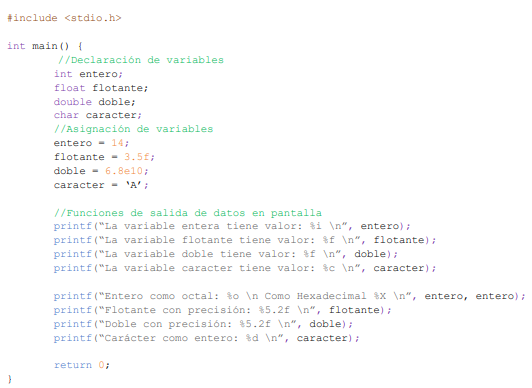 #include <stdio.h>
int main() {
//Declaración de variables
int entero;
float flotante;
double doble;
char caracter;
//Asignación de variables
entero = 14;
flotante = 3.5f;
doble = 6.8e10;
caracter = ‘A’;
//Funciones de salida de datos en pantalla
printf(“La variable entera tiene valor: %i \n”, entero);
printf(“La variable flotante tiene valor: %f \n”, flotante);
printf(“La variable doble tiene valor: %f \n”, doble);
printf(“La variable caracter tiene valor: %c \n”, caracter);
printf(“Entero como octal: %o \n Como Hexadecimal %X \n”, entero, entero);
printf(“Flotante con precisión: %5.2f \n”, flotante);
printf(“Doble con precisión: %5.2f \n”, doble);
printf(“Carácter como entero: %d \n”, caracter);
return 0;
}